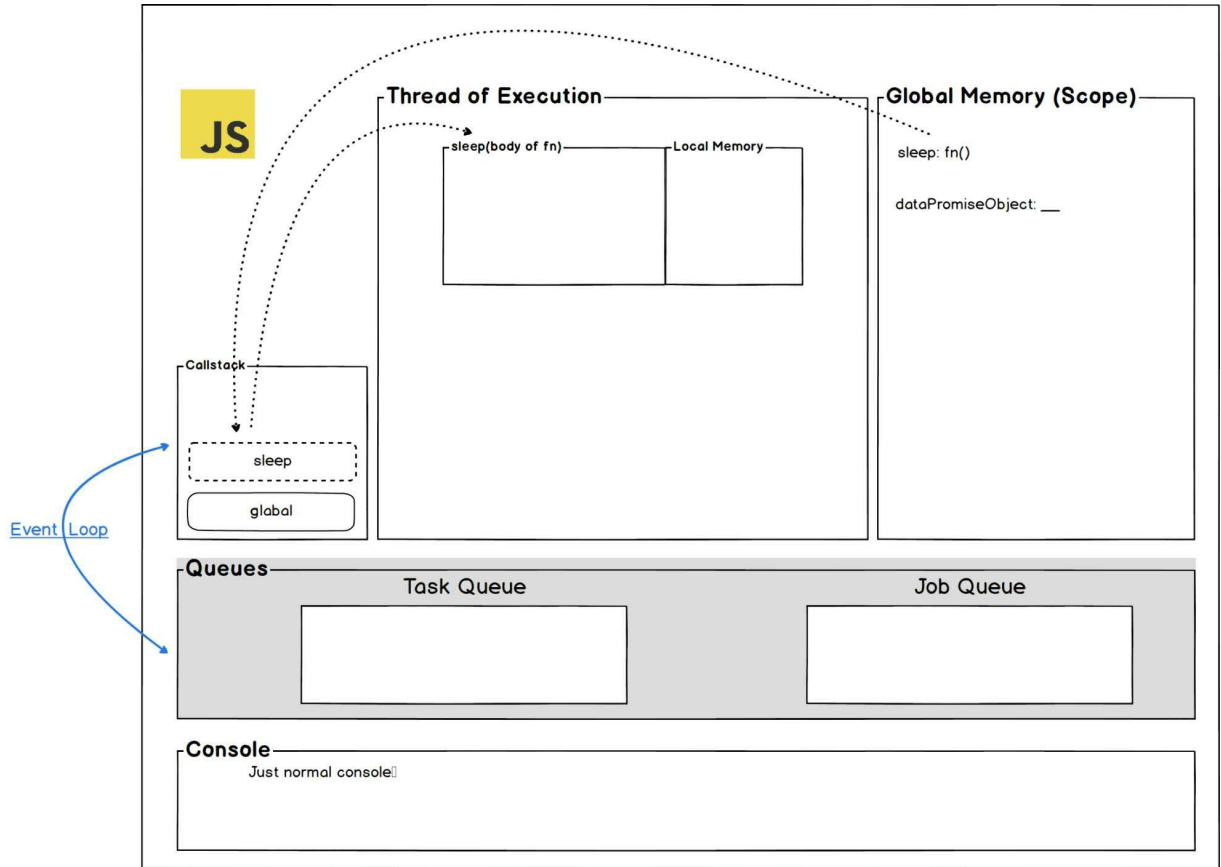 JS
Thread of Execution
Global Memory (Scope)
sleep(body of fn)
Local Memory
sleep: fn()
dataPromiseObject: __
Callstack
sleep
glabal
Event Loop
Queues
Task Queue
Job Queue
Console
Just normal console▯